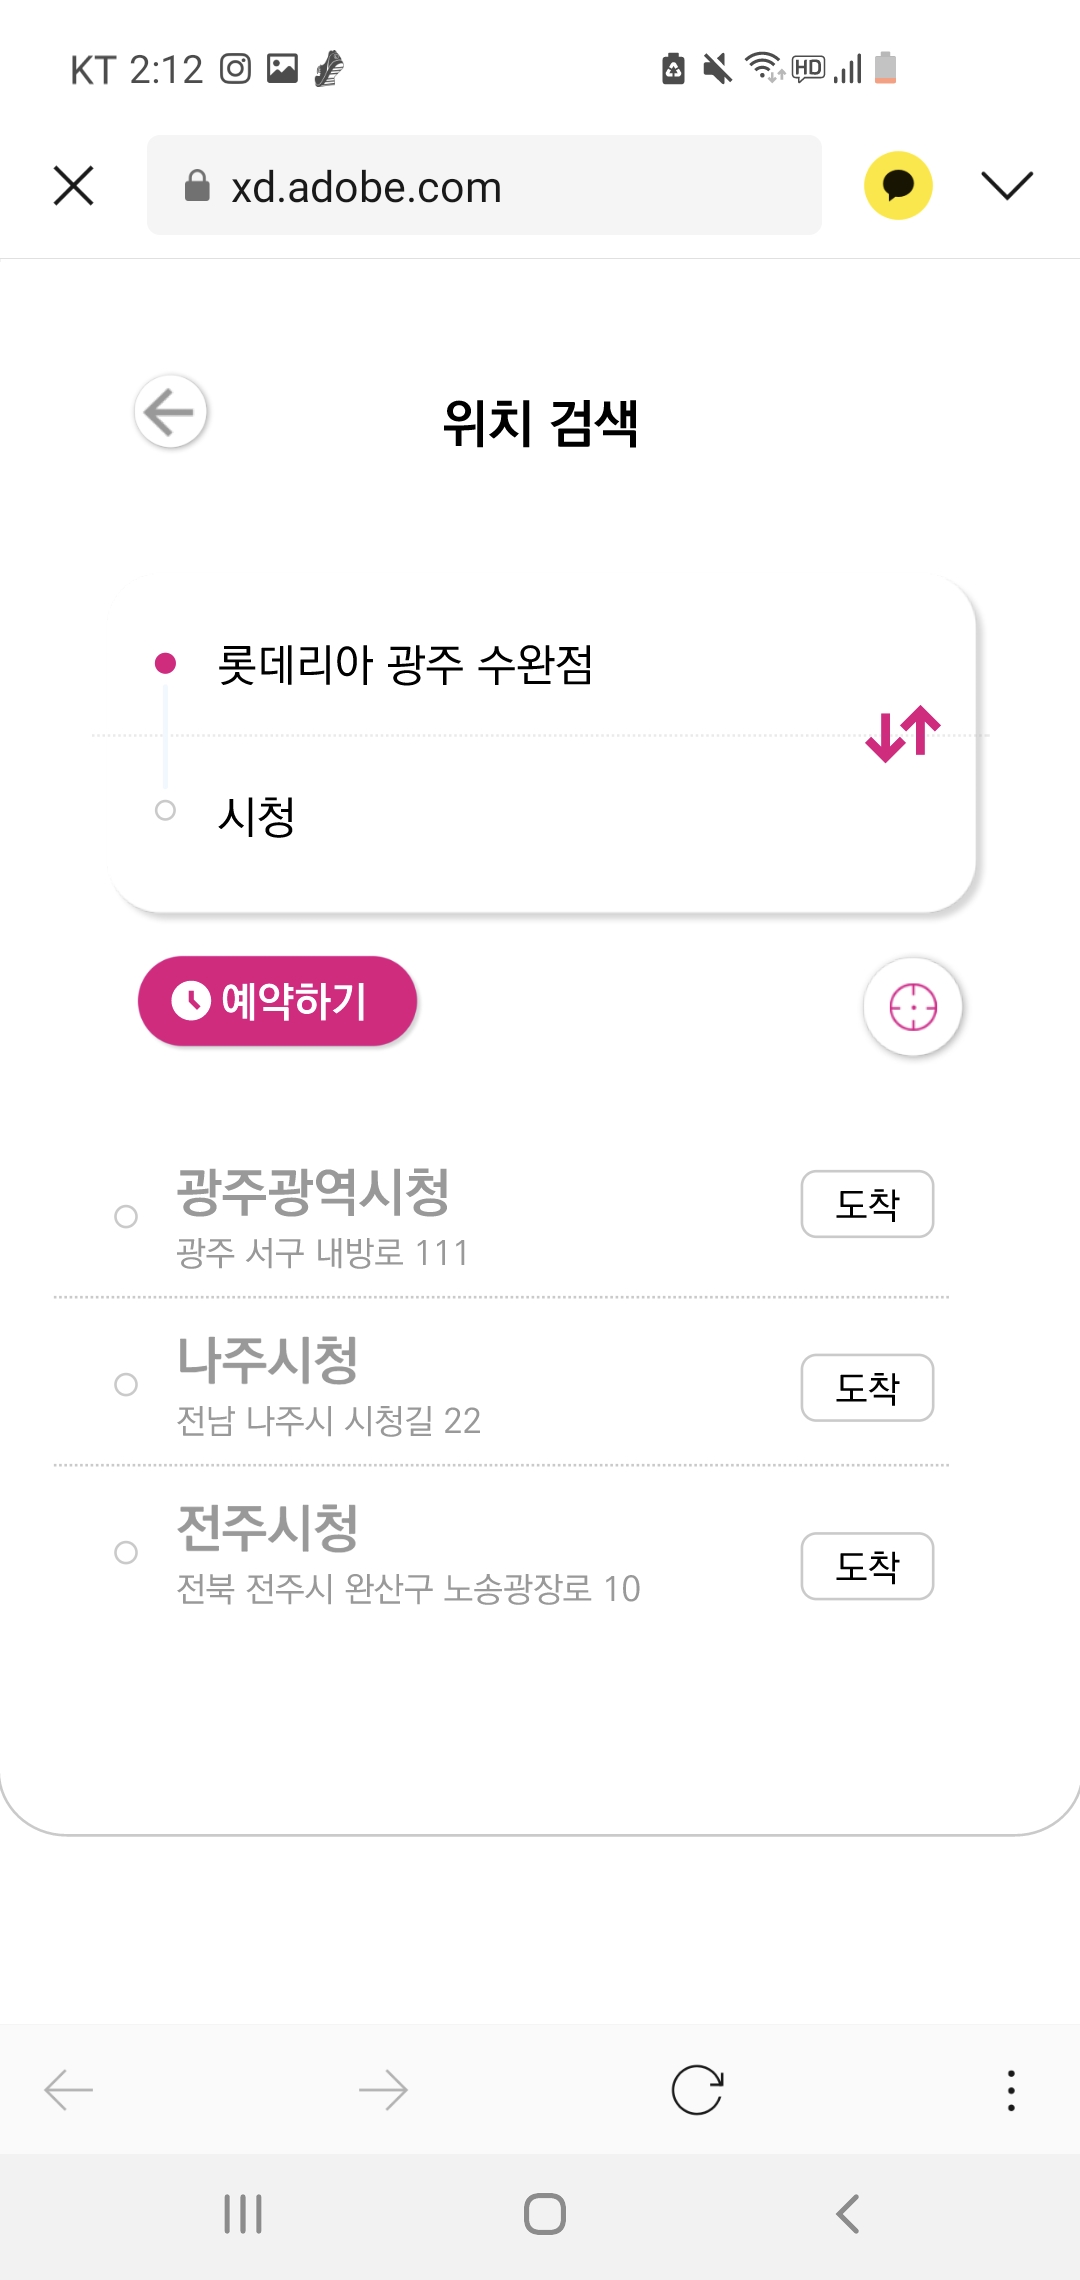 KT 2:12
HD
xd.adobe.com
위치 검색
롯데리아 광주 수완점
시청
예약하기
광주광역시청
도착
광주 서구 내방로 111
나주시청
도착
전남 나주시 시청길 22
전주시청
도착
전북 전주시 완산구 노송광장로 10